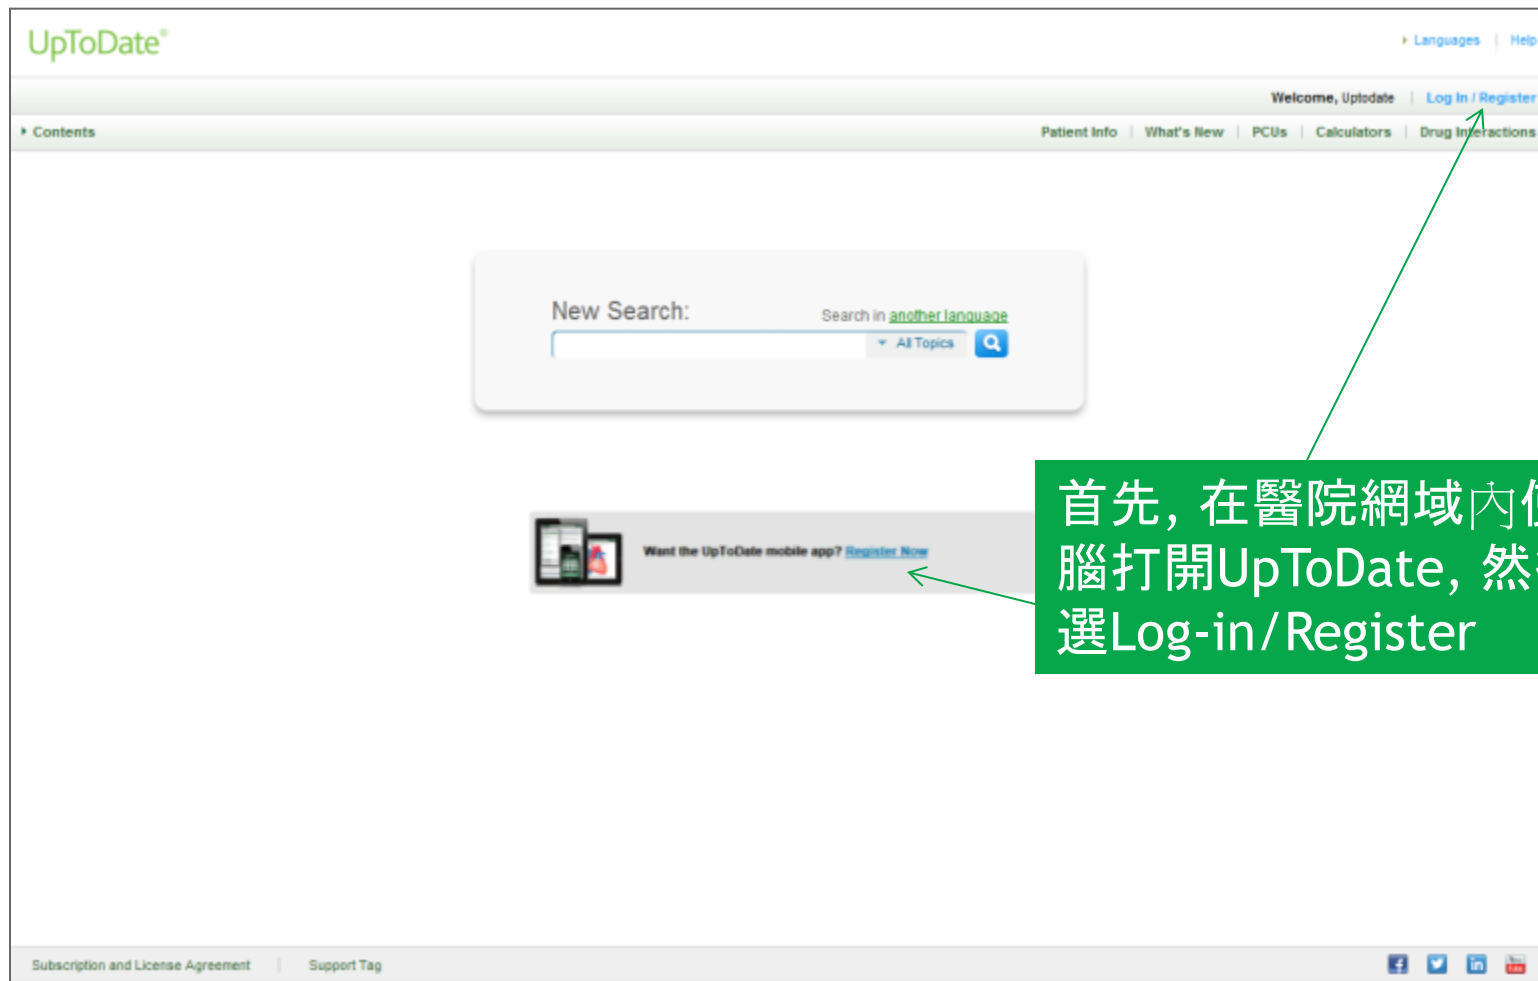 UpToDate®
Languages | Help
Welcome, Uptodate | Log In / Register
Contents
Patient Info | What's New | PCUs | Calculators | Drug Interactions
New Search:
Search in another language
All Topics
Want the UpToDate mobile app? Register Now
首先, 在醫院網域內
腦打開UpToDate, 然
選Log-in/Register
Subscription and License Agreement | Support Tag